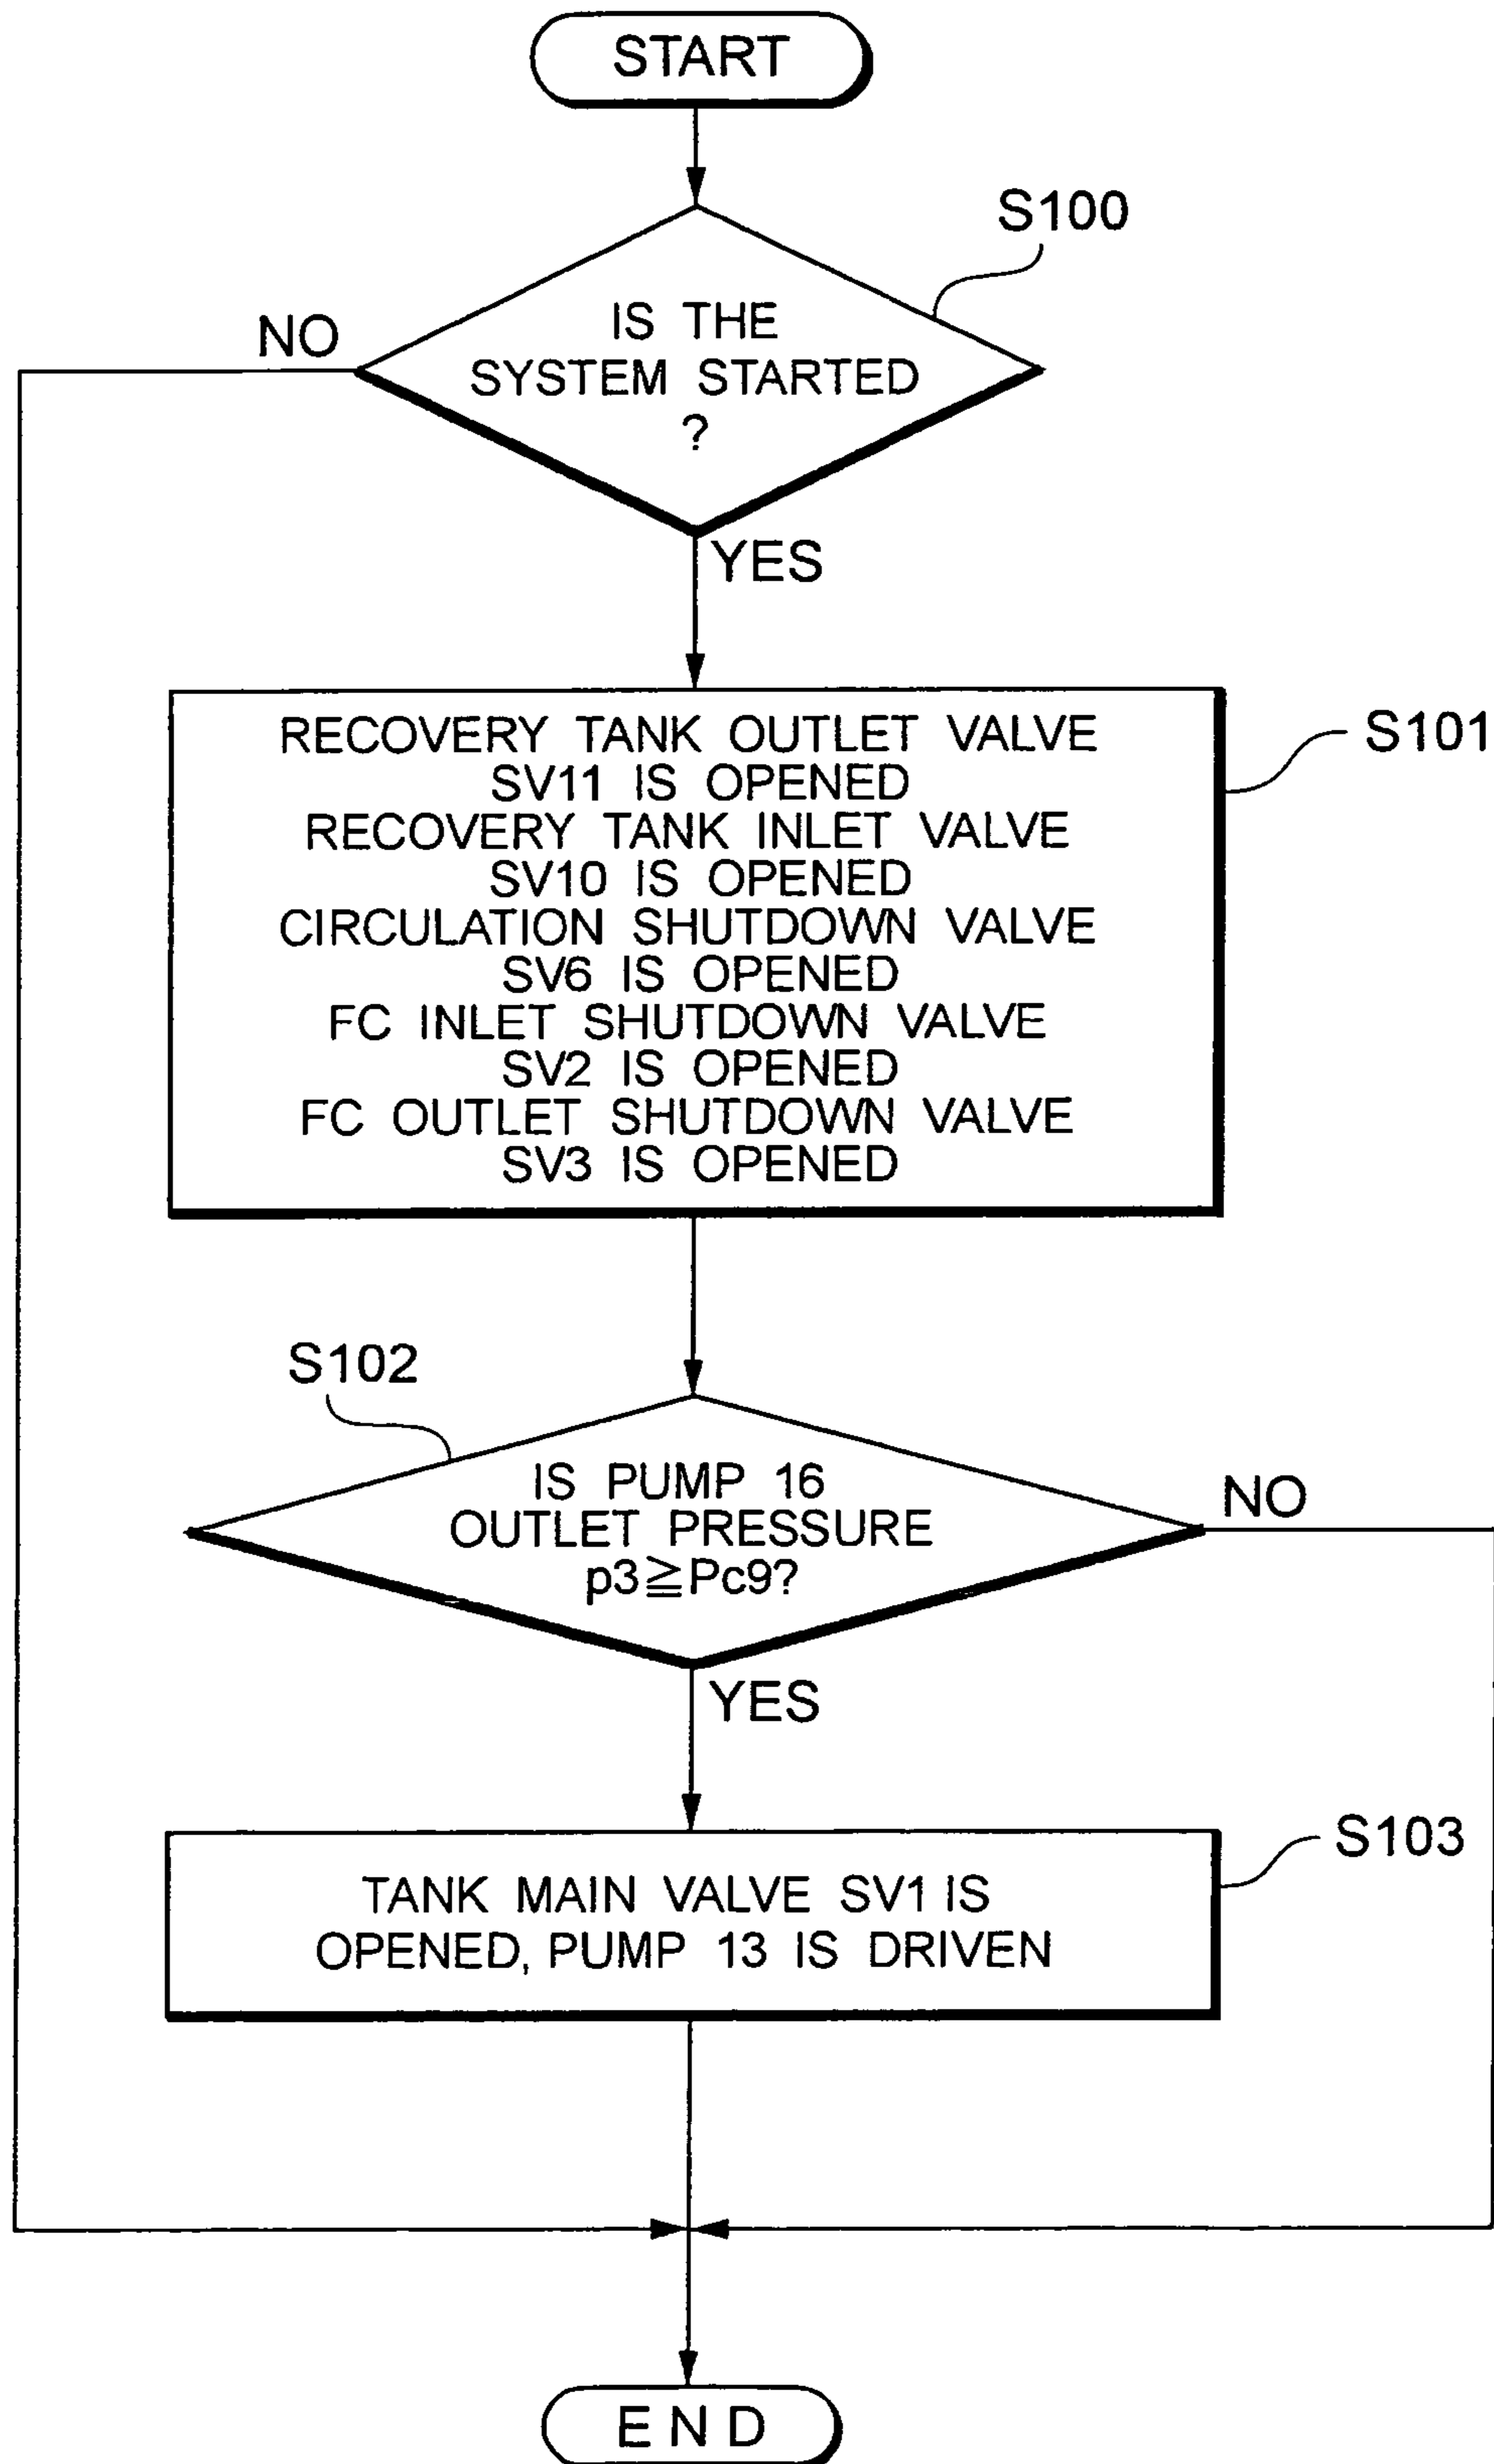 START
S100
NO
IS THE
SYSTEM STARTED
?
YES
S101
RECOVERY TANK OUTLET VALVE
SV11 IS OPENED
RECOVERY TANK INLET VALVE
SV10 IS OPENED
CIRCULATION SHUTDOWN VALVE
SV6 IS OPENED
FC INLET SHUTDOWN VALVE
SV2 IS OPENED
FC OUTLET SHUTDOWN VALVE
SV3 IS OPENED
S102
IS PUMP 16
OUTLET PRESSURE
p3≧Pc9?
NO
YES
S103
TANK MAIN VALVE SV1 IS
OPENED, PUMP 13 IS DRIVEN
END